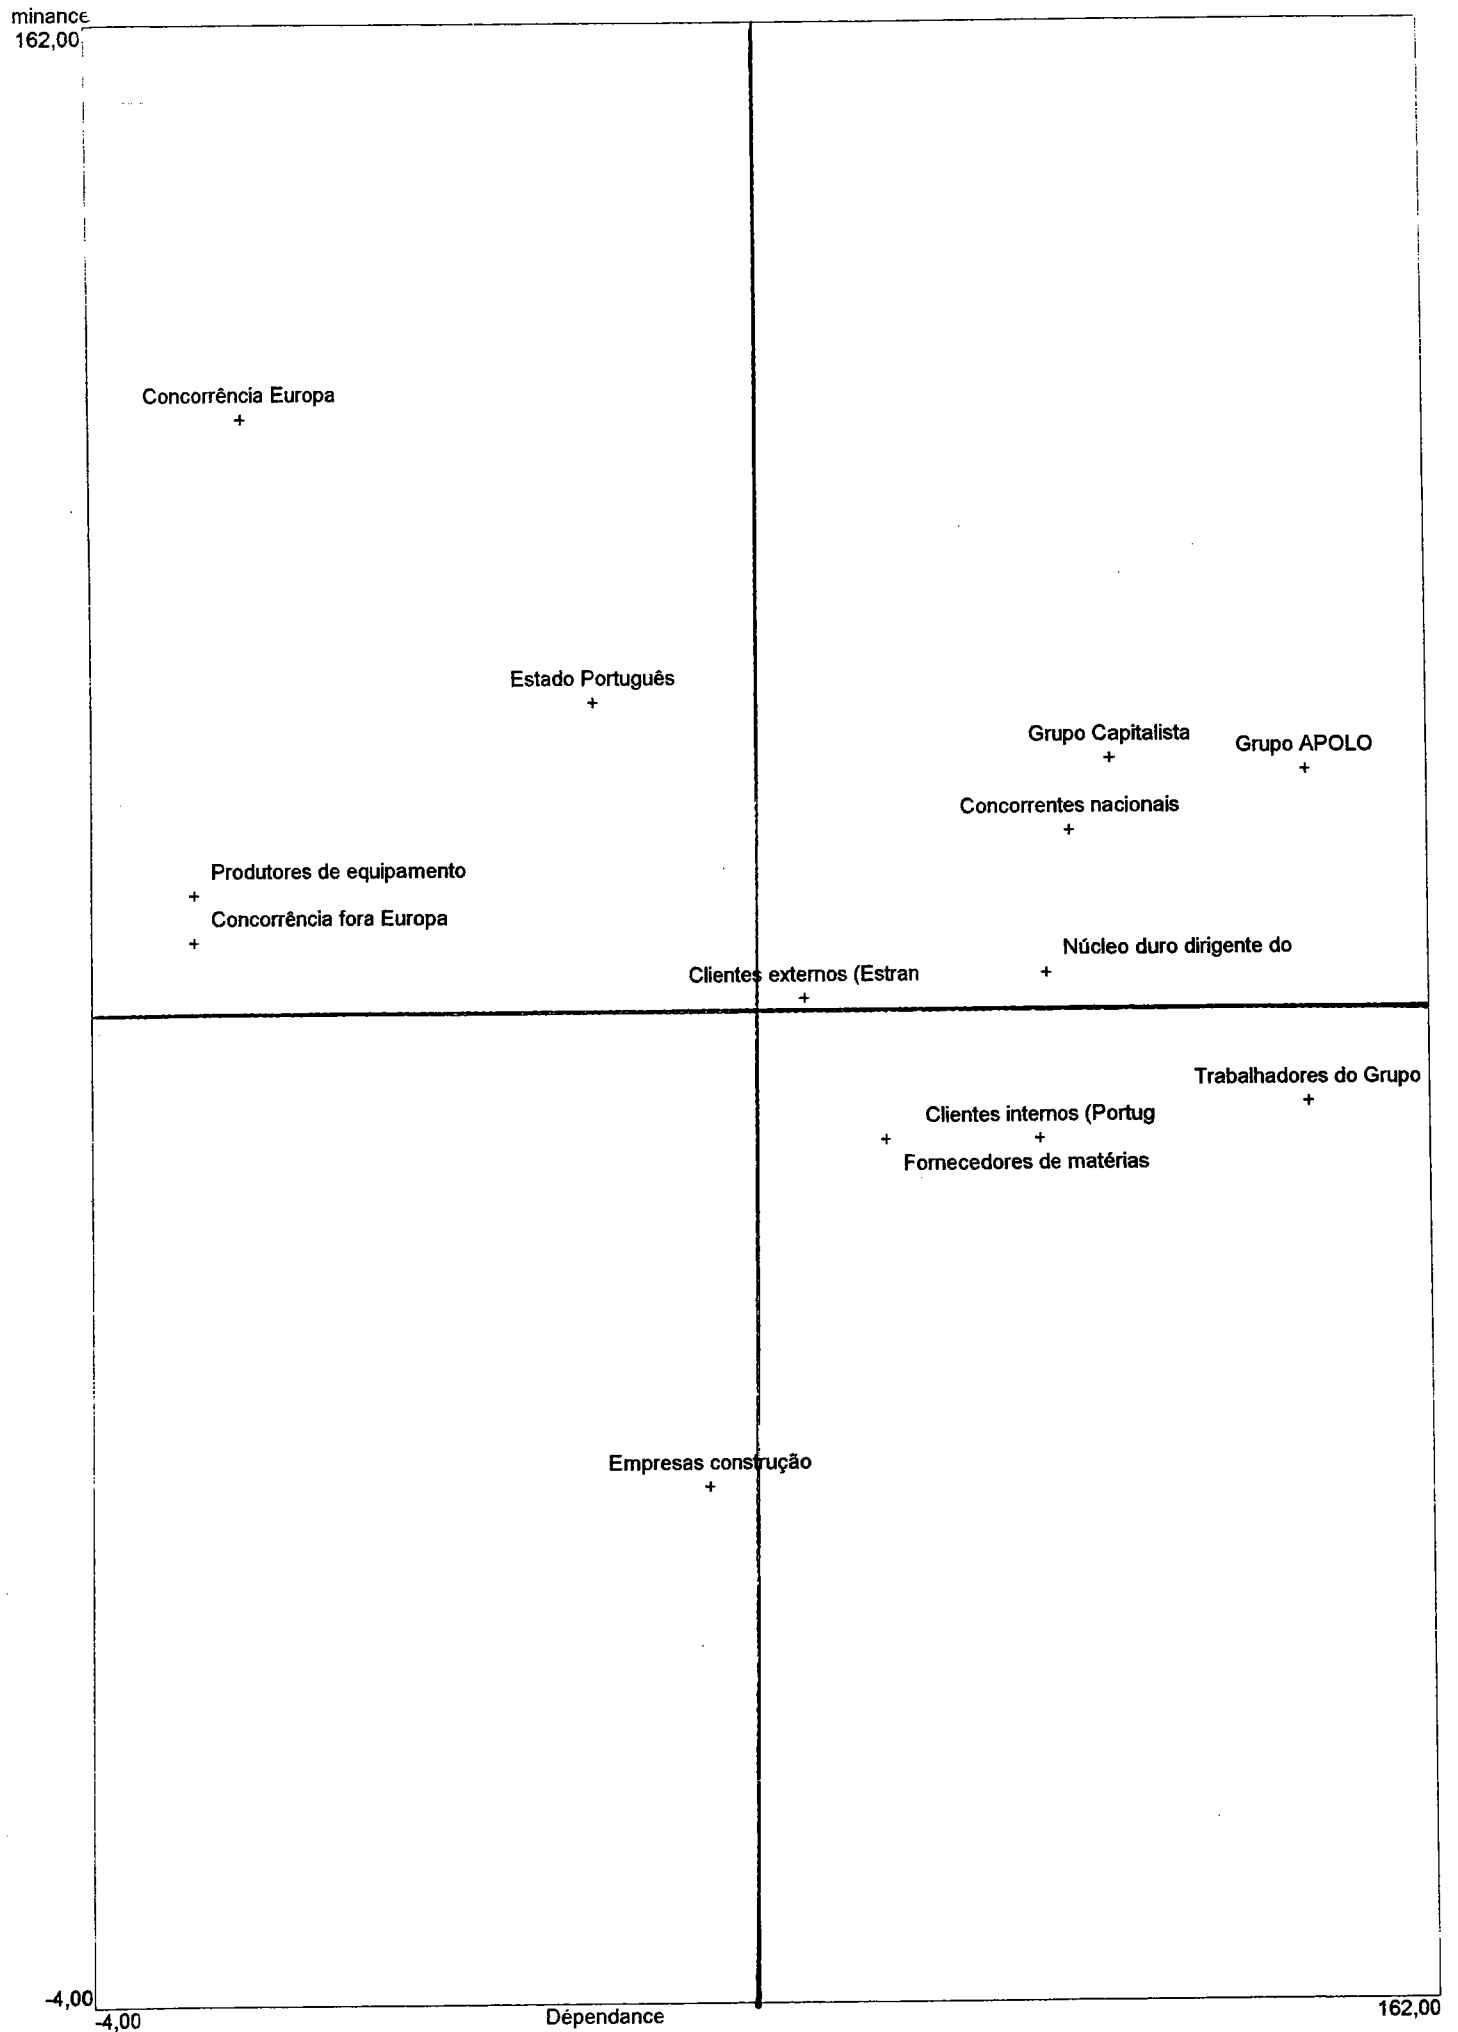 minance
162,00
Concorrência Europa
Estado Português
Grupo Capitalista
Grupo APOLO
Concorrentes nacionais
Produtores de equipamento
Concorrência fora Europa
Núcleo duro dirigente do
Clientes externos (Estran
Trabalhadores do Grupo
Clientes internos (Portug
Fornecedores de matérias
Empresas construção
-4,00
-4,00
Dépendance
162,00